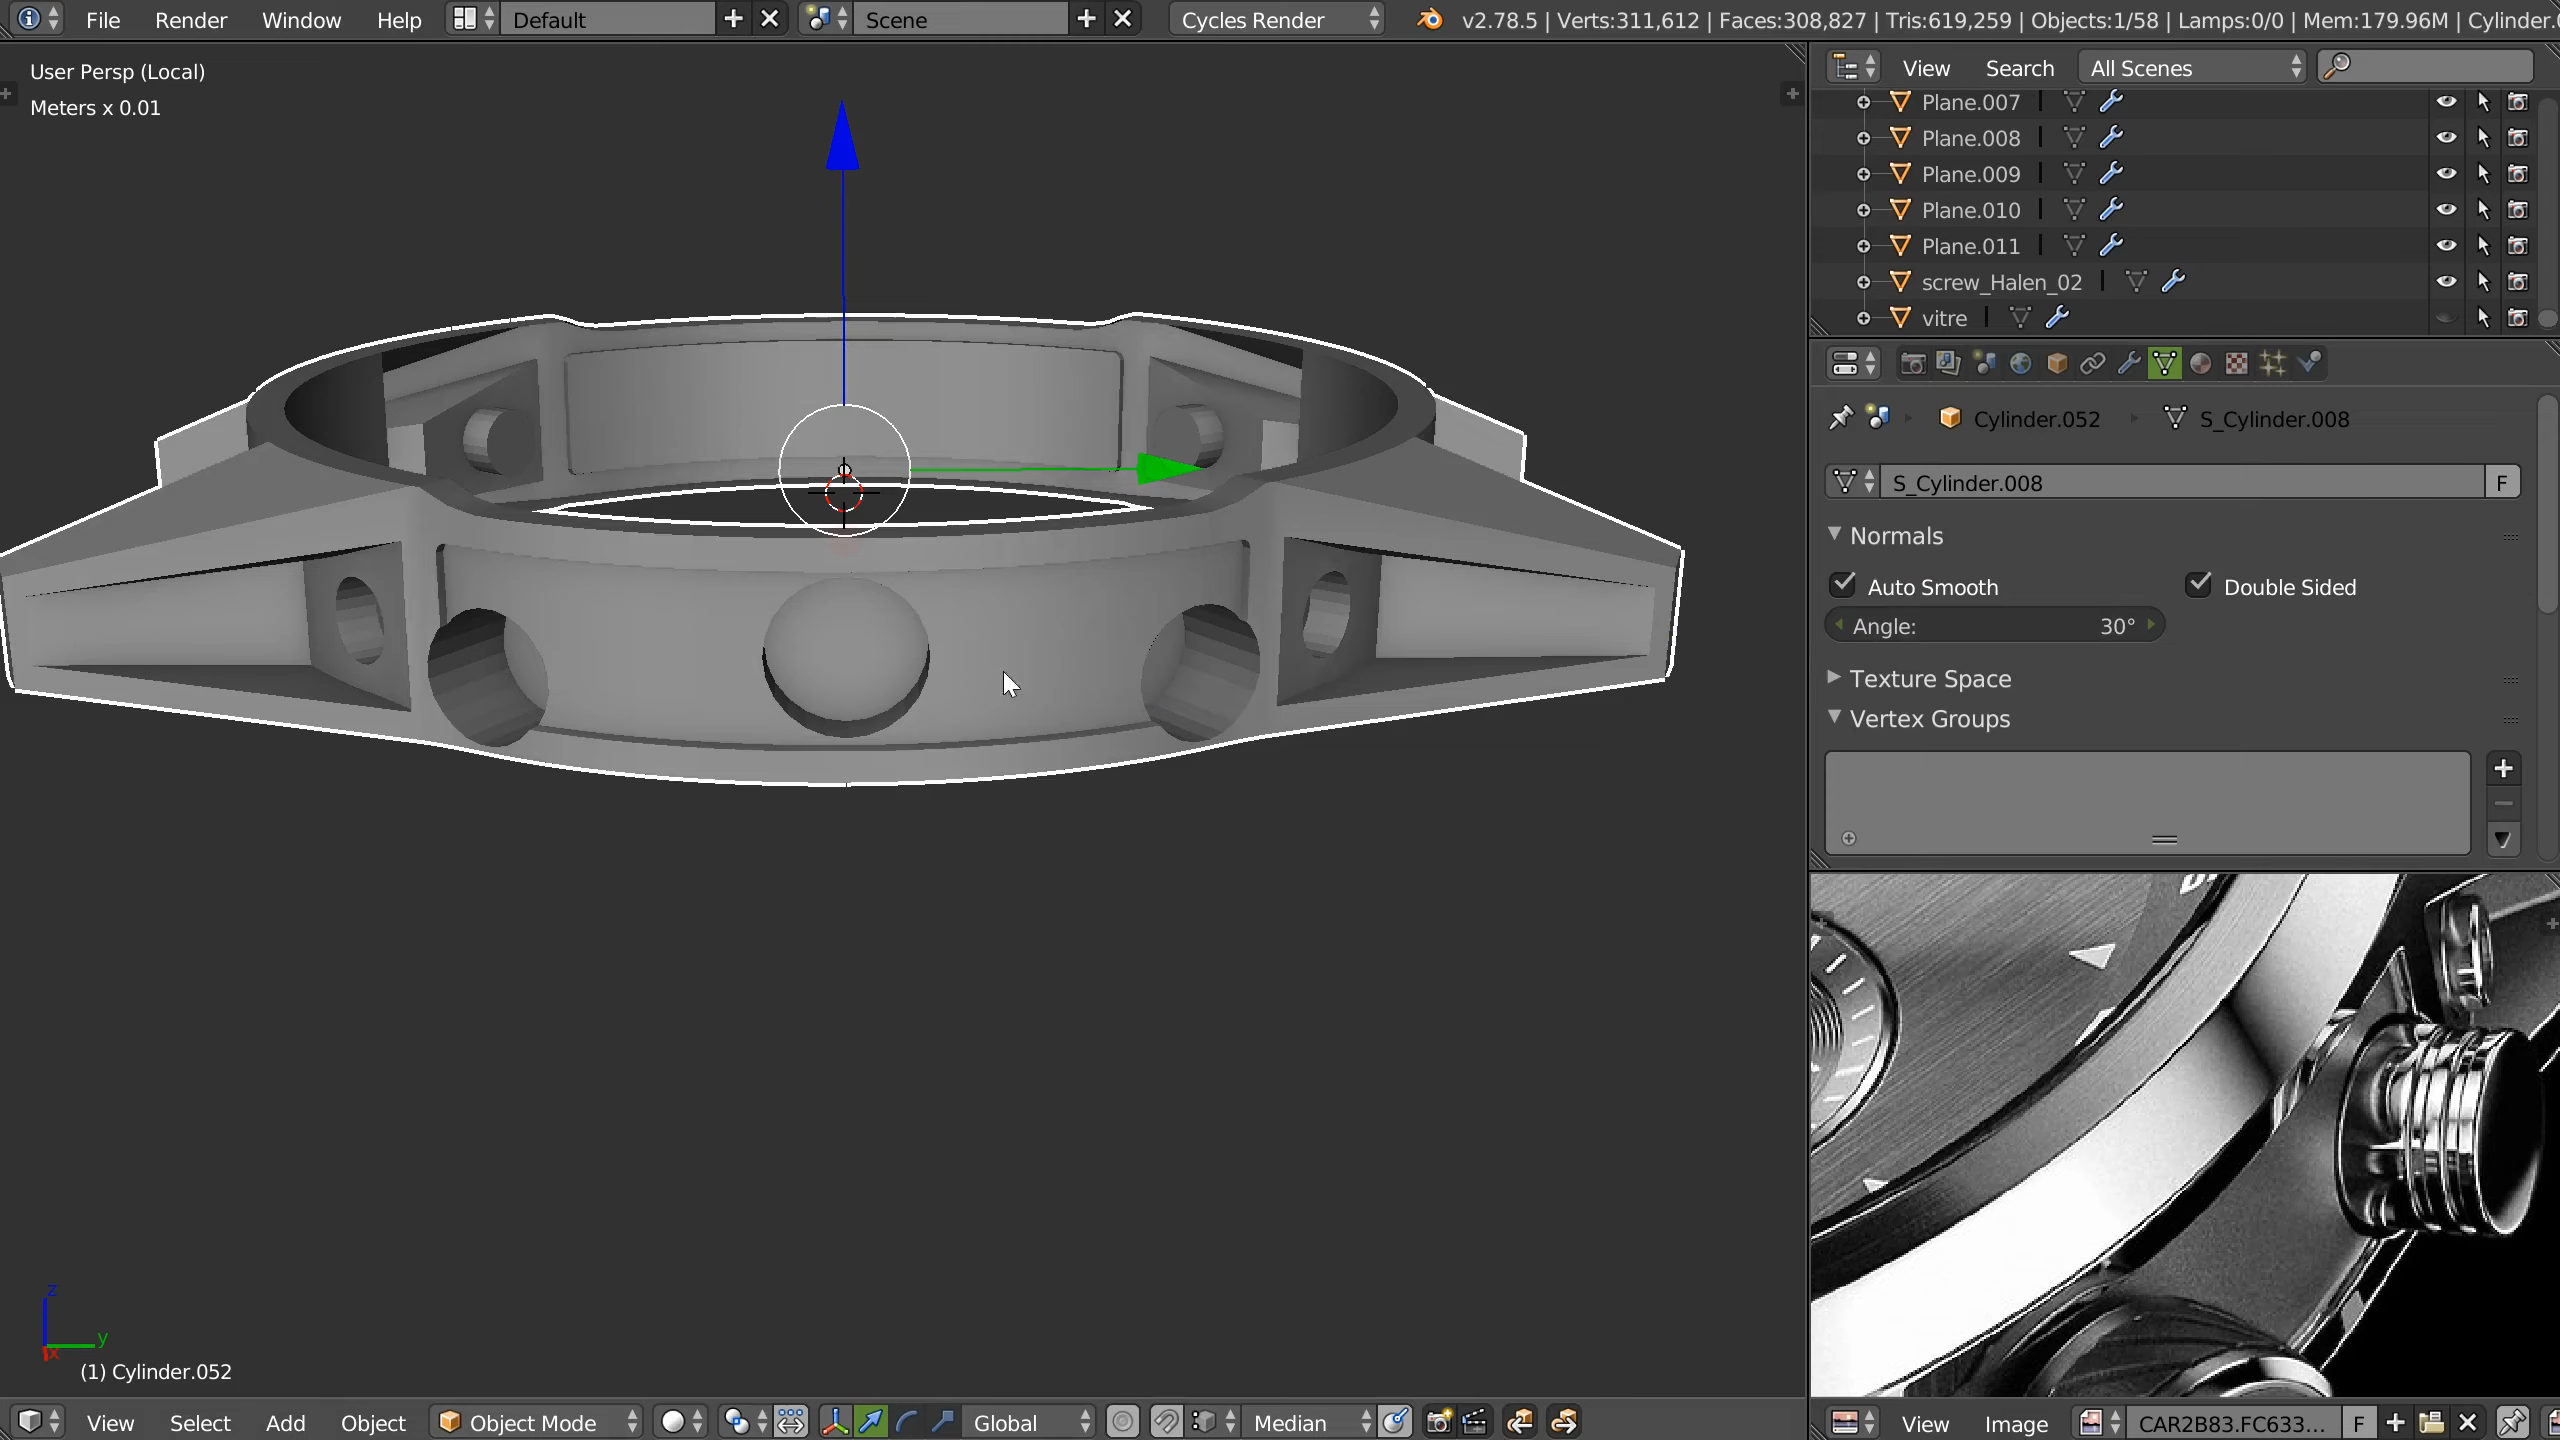 File Render Window Help Default Scene Cycles Render v2.78.5 | Verts:311,612 | Faces:308,827 | Tris:619,259 | Objects:1/58 | Lamps:0/0 | Mem:179.96M | Cylinder.
User Persp (Local)
Meters x 0.01
View Search All Scenes
Plane.007
Plane.008
Plane.009
Plane.010
Plane.011
screw_Halen_02
vitre
Cylinder.052 S_Cylinder.008
S_Cylinder.008 F
Normals
Auto Smooth Double Sided
Angle: 30°
Texture Space
Vertex Groups
z
y
x
(1) Cylinder.052
View Select Add Object Object Mode Global Median
View Image CAR2B83.FC633... F